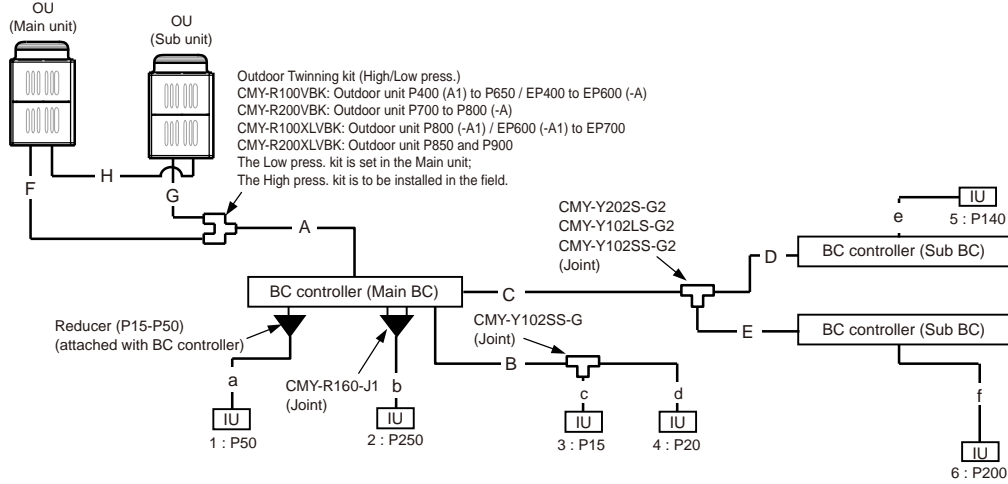 OU
(Main unit)
OU
(Sub unit)
Outdoor Twinning kit (High/Low press.)
CMY-R100VBK: Outdoor unit P400 (A1) to P650 / EP400 to EP600 (-A)
CMY-R200VBK: Outdoor unit P700 to P800 (-A)
CMY-R100XLVBK: Outdoor unit P800 (-A1) / EP600 (-A1) to EP700
CMY-R200XLVBK: Outdoor unit P850 and P900
The Low press. kit is set in the Main unit;
The High press. kit is to be installed in the field.
F
H
G
A
CMY-Y202S-G2
CMY-Y102LS-G2
CMY-Y102SS-G2
(Joint)
IU
5 : P140
e
D
BC controller (Sub BC)
BC controller (Main BC)
C
Reducer (P15-P50)
(attached with BC controller)
CMY-Y102SS-G
(Joint)
E
BC controller (Sub BC)
B
a
CMY-R160-J1
(Joint)
b
c
d
f
IU
1 : P50
IU
2 : P250
IU
3 : P15
IU
4 : P20
IU
6 : P200